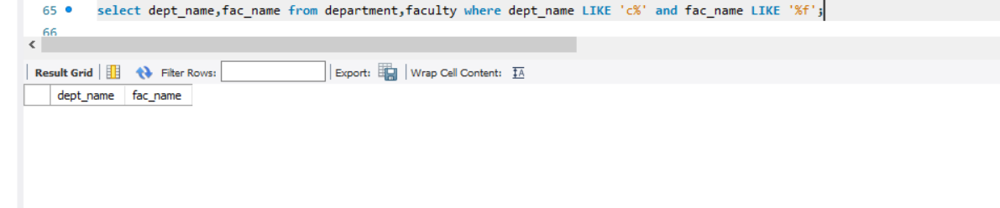 65 select dept_name,fac_name from department,faculty where dept_name LIKE 'c%' and fac_name LIKE '%f';
66
Result Grid Filter Rows: Export: Wrap Cell Content:
dept_name fac_name